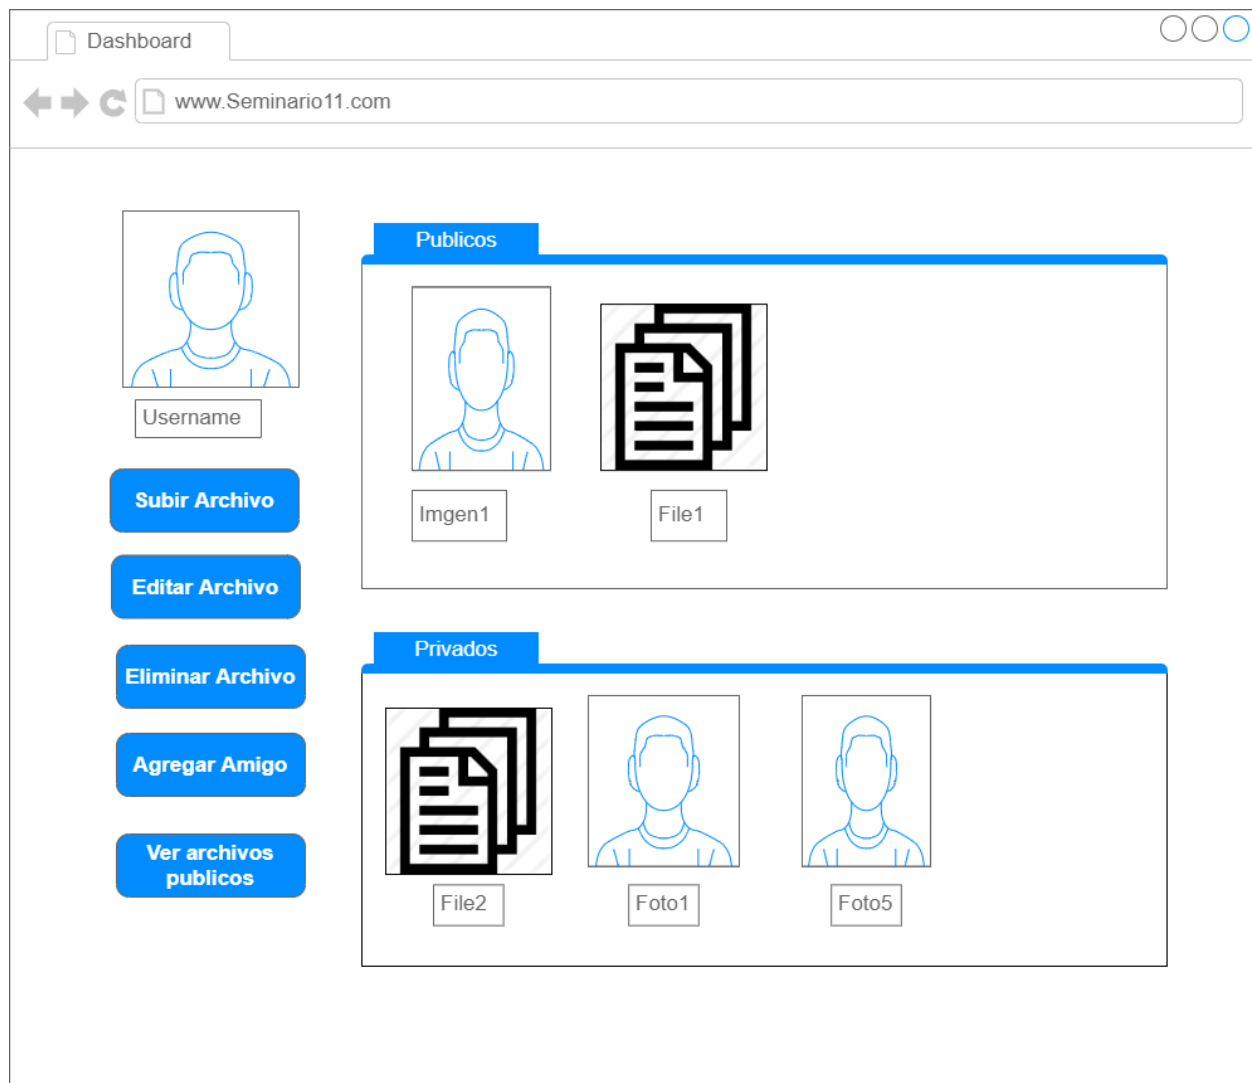 Dashboard
www.Seminario11.com
Username
Subir Archivo
Editar Archivo
Eliminar Archivo
Agregar Amigo
Ver archivos
publicos
Publicos
Imgen1
File1
Privados
File2
Foto1
Foto5